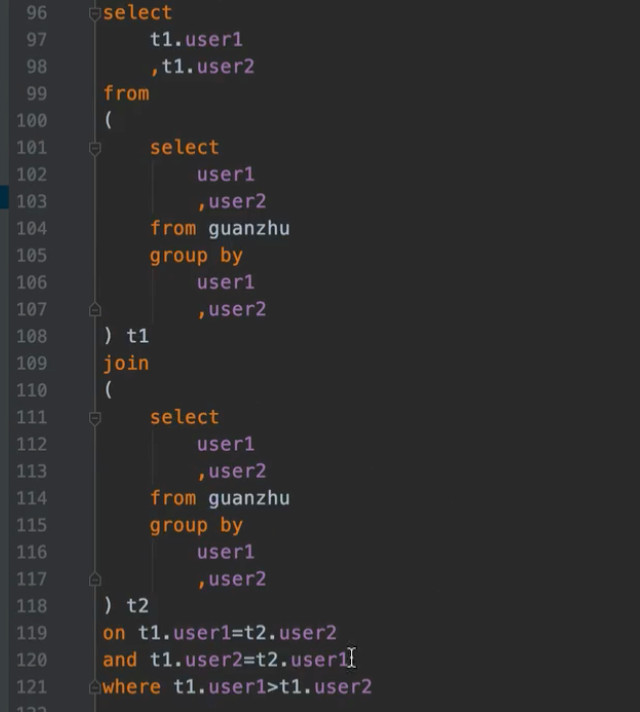 96 select
97 t1.user1
98 ,t1.user2
99 from
100 (
101 select
102 user1
103 ,user2
104 from guanzhu
105 group by
106 user1
107 ,user2
108 ) t1
109 join
110 (
111 select
112 user1
113 ,user2
114 from guanzhu
115 group by
116 user1
117 ,user2
118 ) t2
119 on t1.user1=t2.user2
120 and t1.user2=t2.user1
121 where t1.user1>t1.user2